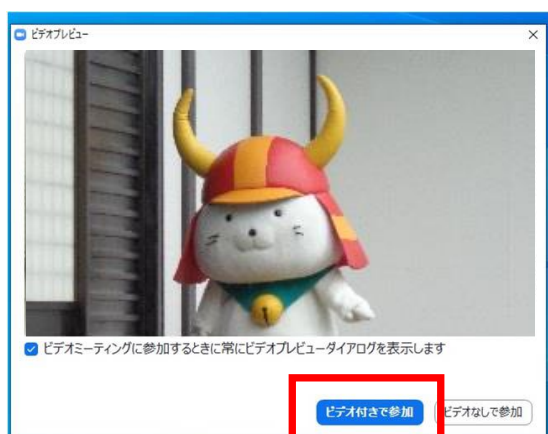 ビデオプレビュー
ビデオミーティングに参加するときに常にビデオプレビューダイアログを表示します
ビデオ付きで参加
ビデオなしで参加